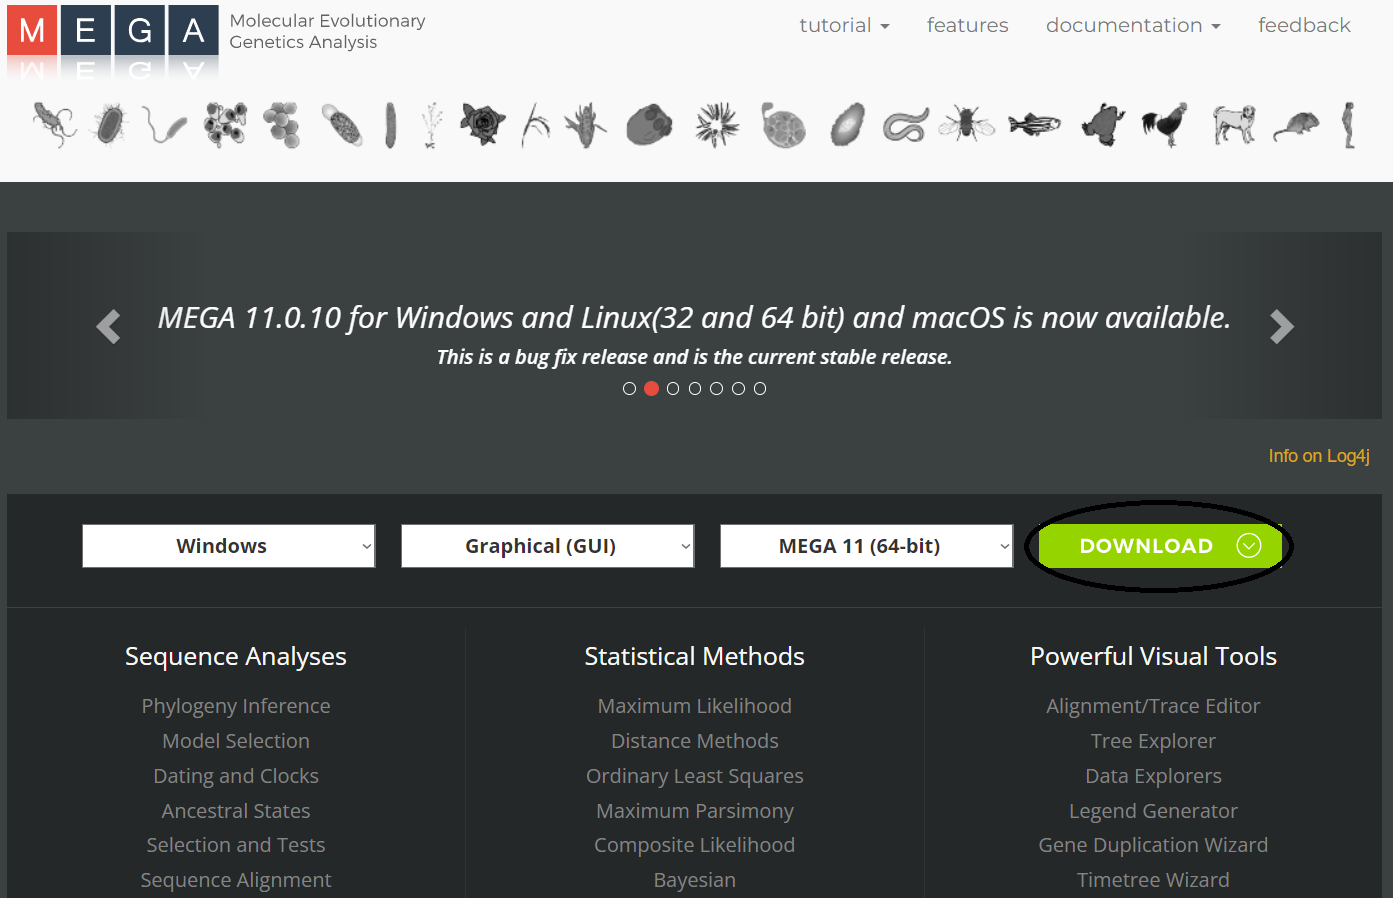 MEGA
Molecular Evolutionary
Genetics Analysis
tutorial
features
documentation
feedback
MEGA 11.0.10 for Windows and Linux(32 and 64 bit) and macOS is now available.
This is a bug fix release and is the current stable release.
Info on Log4j
Windows
Graphical (GUI)
MEGA 11 (64-bit)
DOWNLOAD
Sequence Analyses
Phylogeny Inference
Model Selection
Dating and Clocks
Ancestral States
Selection and Tests
Sequence Alignment
Statistical Methods
Maximum Likelihood
Distance Methods
Ordinary Least Squares
Maximum Parsimony
Composite Likelihood
Bayesian
Powerful Visual Tools
Alignment/Trace Editor
Tree Explorer
Data Explorers
Legend Generator
Gene Duplication Wizard
Timetree Wizard